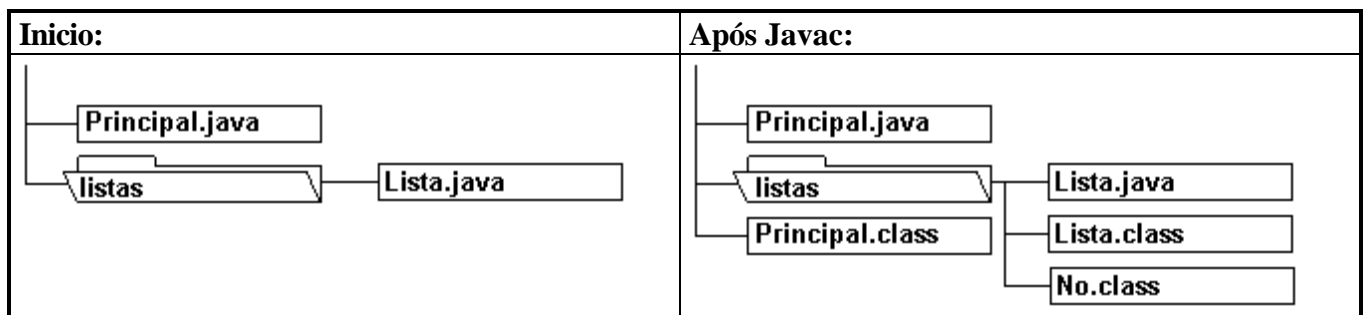 Inicio:
Após Javac:
Principal.java
listas
Lista.java
Principal.java
listas
Lista.java
Principal.class
Lista.class
No.class